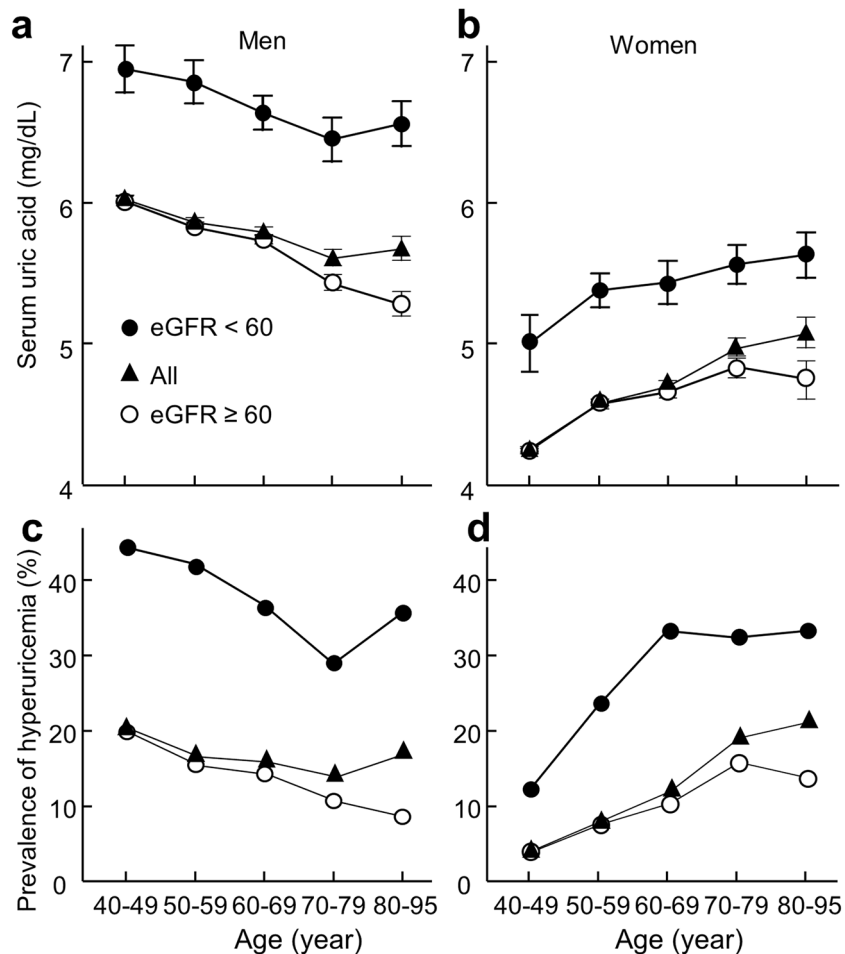 a
Men
Women
b
Serum uric acid (mg/dL)
7
6
5
4
7
6
5
4
eGFR < 60
All
eGFR ≥ 60
c
d
Prevalence of hyperuricemia (%)
40
30
20
10
0
40
30
20
10
0
40-49 50-59 60-69 70-79 80-95
40-49 50-59 60-69 70-79 80-95
Age (year)
Age (year)